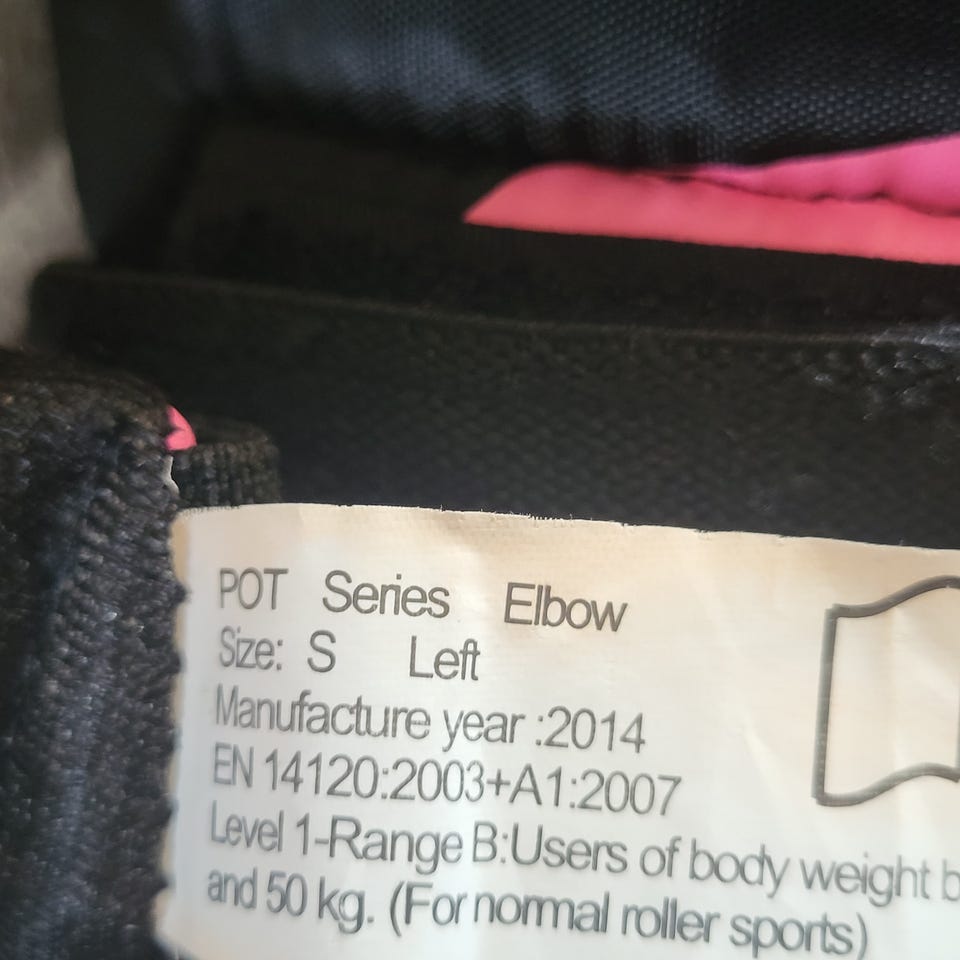 POT Series Elbow
Size: S Left
Manufacture year :2014
EN 14120:2003+A1:2007
Level 1-Range B:Users of body weight b
and 50 kg. (For normal roller sports)